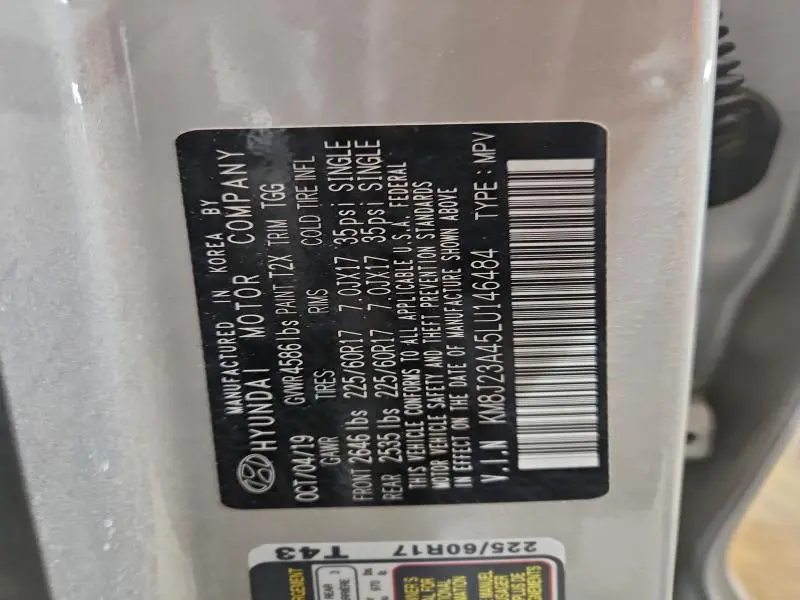 MANUFACTURED IN KOREA BY
HYUNDAI MOTOR COMPANY
OCT/04/19 GVWR4586lbs PAINT T2X TRIM TGG
GAWR TIRES RIMS COLD TIRE INFL
FRONT 2646 lbs 225/60R17 7.0JX17 35psi SINGLE
REAR 2535 lbs 225/60R17 7.0JX17 35psi SINGLE
THIS VEHICLE CONFORMS TO ALL APPLICABLE U.S.A. FEDERAL
MOTOR VEHICLE SAFETY AND THEFT PREVENTION STANDARDS
IN EFFECT ON THE DATE OF MANUFACTURE SHOWN ABOVE
V.I.N KM8J23A45LU146484 TYPE : MPV
225/60R17
T43